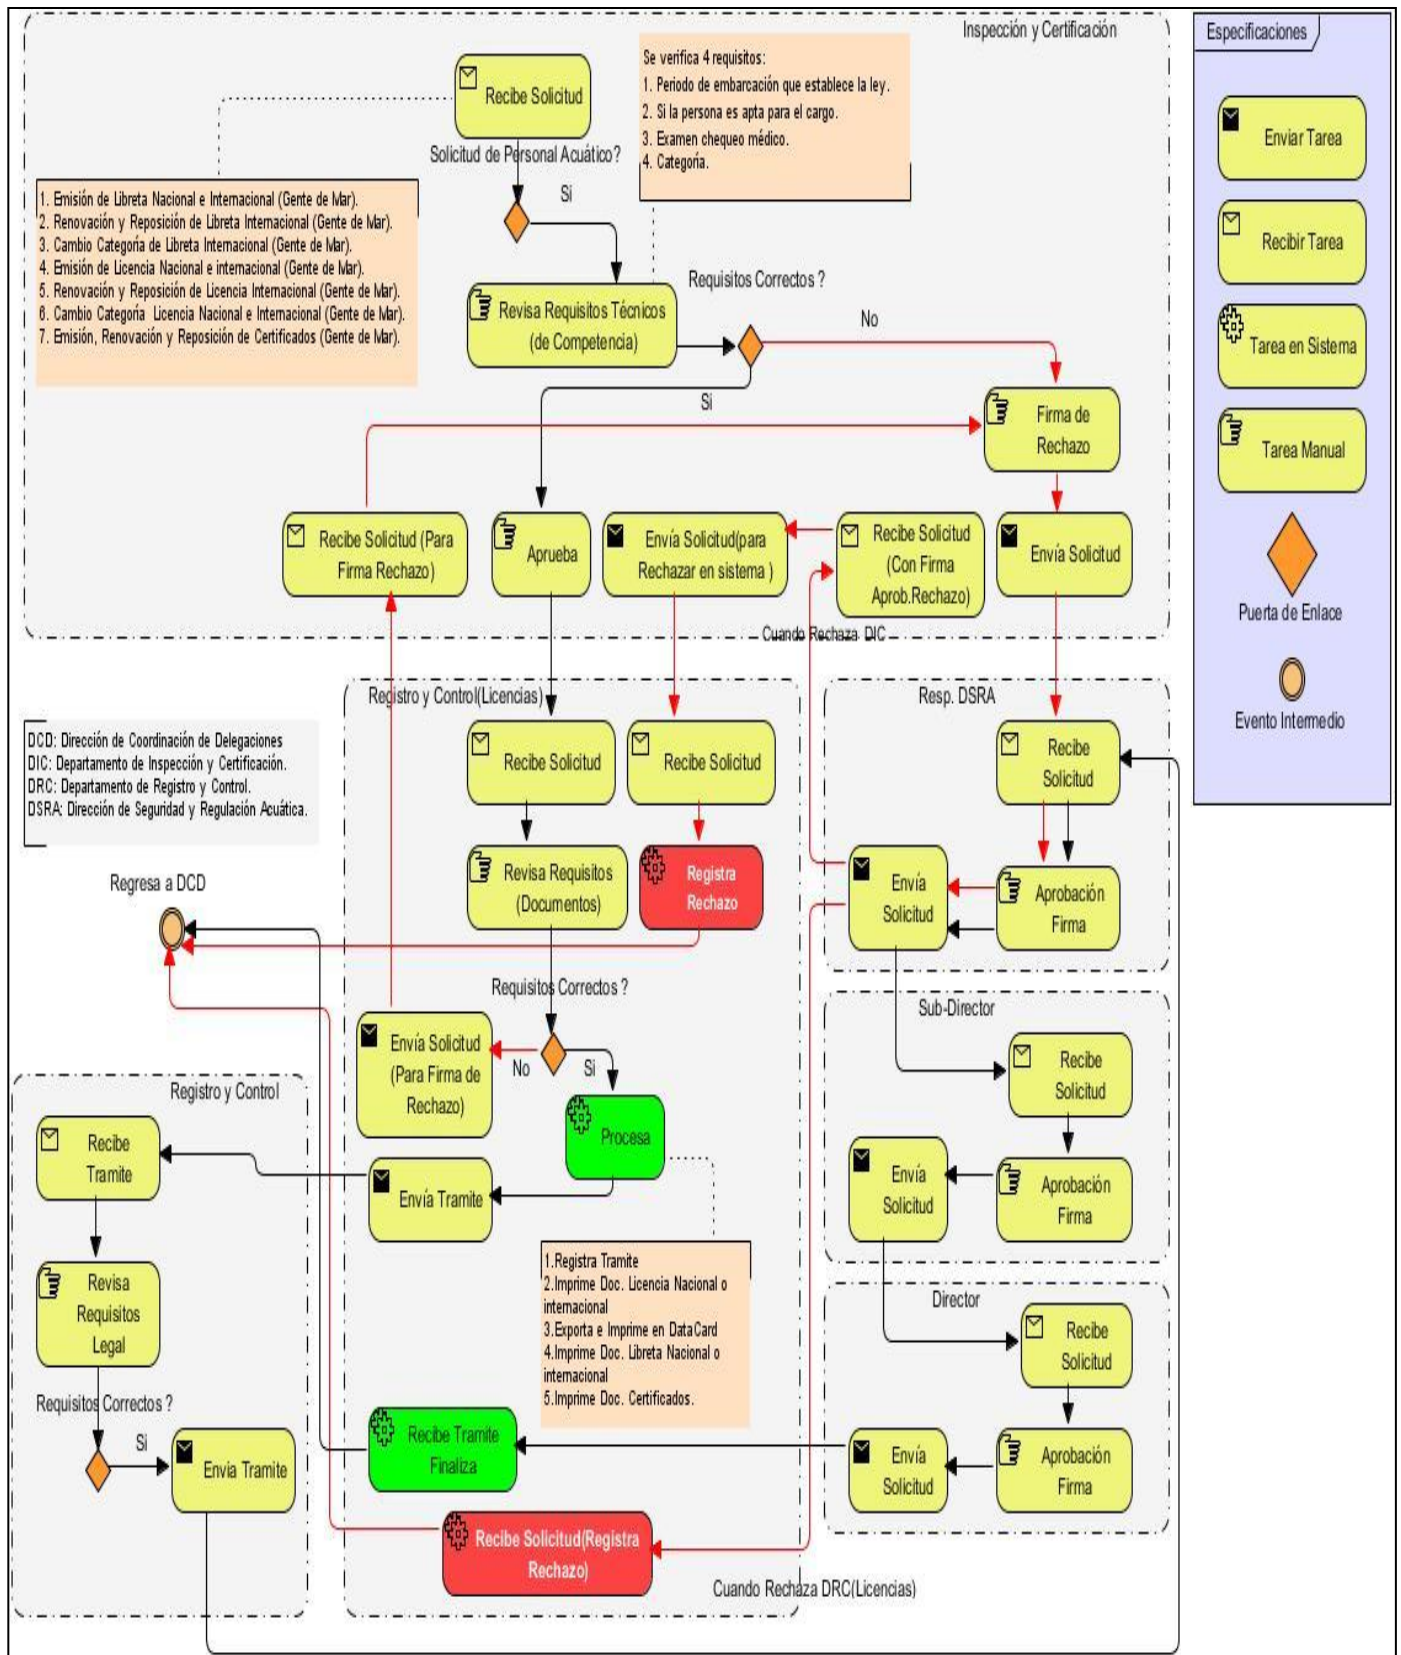 Inspección y Certificación
Recibe Solicitud
Solicitud de Personal Acuático?
Si
Se verifica 4 requisitos:
1. Periodo de embarcación que establece la ley.
2. Si la persona es apta para el cargo.
3. Examen chequeo médico.
4. Categoría.
1. Emisión de Libreta Nacional e Internacional (Gente de Mar).
2. Renovación y Reposición de Libreta Internacional (Gente de Mar).
3. Cambio Categoría de Libreta Internacional (Gente de Mar).
4. Emisión de Licencia Nacional e internacional (Gente de Mar).
5. Renovación y Reposición de Licencia Internacional (Gente de Mar).
6. Cambio Categoría Licencia Nacional e Internacional (Gente de Mar).
7. Emisión, Renovación y Reposición de Certificados (Gente de Mar).
Revisa Requisitos Técnicos
(de Competencia)
Requisitos Correctos ?
No
Si
Firma de
Rechazo
Recibe Solicitud (Para
Firma Rechazo)
Aprueba
Envía Solicitud(para
Rechazar en sistema )
Recibe Solicitud
(Con Firma
Aprob.Rechazo)
Envía Solicitud
Cuando Rechaza DIC
Especificaciones
Enviar Tarea
Recibir Tarea
Tarea en Sistema
Tarea Manual
Puerta de Enlace
Evento Intermedio
DCD: Dirección de Coordinación de Delegaciones
DIC: Departamento de Inspección y Certificación.
DRC: Departamento de Registro y Control.
DSRA: Dirección de Seguridad y Regulación Acuática.
Regresa a DCD
Registro y Control(Licencias)
Recibe Solicitud
Recibe Solicitud
Revisa Requisitos
(Documentos)
Registra
Rechazo
Requisitos Correctos ?
Envía Solicitud
(Para Firma de
Rechazo)
No
Si
Procesa
Envía Tramite
1.Registra Tramite
2.Imprime Doc. Licencia Nacional o
internacional
3.Exporta e Imprime en DataCard
4.Imprime Doc. Libreta Nacional o
internacional
5.Imprime Doc. Certificados.
Recibe Tramite
Finaliza
Recibe Solicitud(Registra
Rechazo)
Cuando Rechaza DRC(Licencias)
Resp. DSRA
Recibe
Solicitud
Envía
Solicitud
Aprobación
Firma
Sub-Director
Recibe
Solicitud
Envía
Solicitud
Aprobación
Firma
Director
Recibe
Solicitud
Envía
Solicitud
Aprobación
Firma
Registro y Control
Recibe
Tramite
Revisa
Requisitos
Legal
Requisitos Correctos ?
Si
Envia Tramite